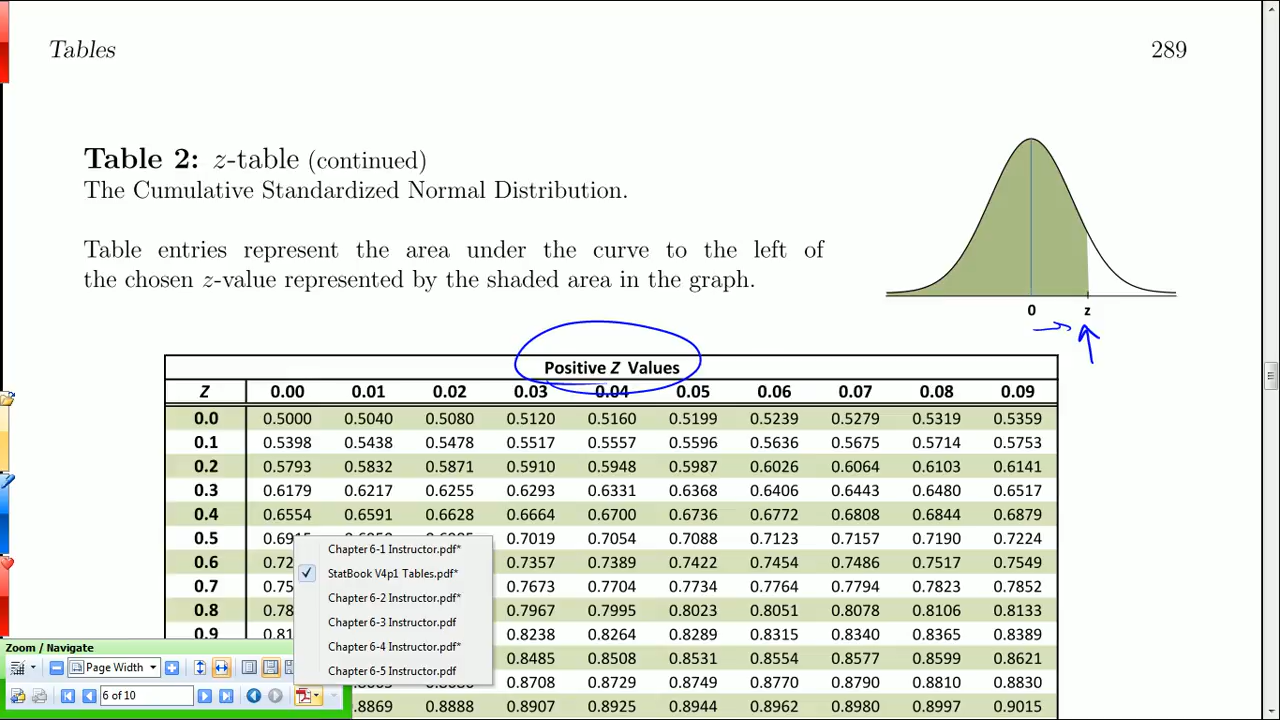 Tables 289
Table 2: z-table (continued)
The Cumulative Standardized Normal Distribution.
Table entries represent the area under the curve to the left of
the chosen z-value represented by the shaded area in the graph.
0 z
Positive Z Values
Z 0.00 0.01 0.02 0.03 0.04 0.05 0.06 0.07 0.08 0.09
0.0 0.5000 0.5040 0.5080 0.5120 0.5160 0.5199 0.5239 0.5279 0.5319 0.5359
0.1 0.5398 0.5438 0.5478 0.5517 0.5557 0.5596 0.5636 0.5675 0.5714 0.5753
0.2 0.5793 0.5832 0.5871 0.5910 0.5948 0.5987 0.6026 0.6064 0.6103 0.6141
0.3 0.6179 0.6217 0.6255 0.6293 0.6331 0.6368 0.6406 0.6443 0.6480 0.6517
0.4 0.6554 0.6591 0.6628 0.6664 0.6700 0.6736 0.6772 0.6808 0.6844 0.6879
0.5 0.7019 0.7054 0.7088 0.7123 0.7157 0.7190 0.7224
0.6 0.7357 0.7389 0.7422 0.7454 0.7486 0.7517 0.7549
0.7 0.7673 0.7704 0.7734 0.7764 0.7794 0.7823 0.7852
0.8 0.7967 0.7995 0.8023 0.8051 0.8078 0.8106 0.8133
0.9 0.8238 0.8264 0.8289 0.8315 0.8340 0.8365 0.8389
0.8485 0.8508 0.8531 0.8554 0.8577 0.8599 0.8621
0.8708 0.8729 0.8749 0.8770 0.8790 0.8810 0.8830
0.8869 0.8888 0.8907 0.8925 0.8944 0.8962 0.8980 0.8997 0.9015
Chapter 6-1 Instructor.pdf*
StatBook V4p1 Tables.pdf*
Chapter 6-2 Instructor.pdf*
Chapter 6-3 Instructor.pdf
Chapter 6-4 Instructor.pdf*
Chapter 6-5 Instructor.pdf
Zoom / Navigate
Page Width
6 of 10